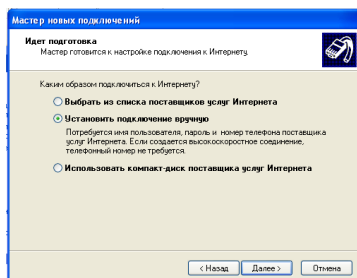 Мастер новых подключений
Идет подготовка
Мастер готовится к настройке подключения к Интернету.
Каким образом подключиться к Интернету?
Выбрать из списка поставщиков услуг Интернета
Установить подключение вручную
Потребуется имя пользователя, пароль и номер телефона поставщика
услуг Интернета. Если создается высокоскоростное соединение,
телефонный номер не требуется.
Использовать компакт-диск поставщика услуг Интернета
< Назад Далее > Отмена